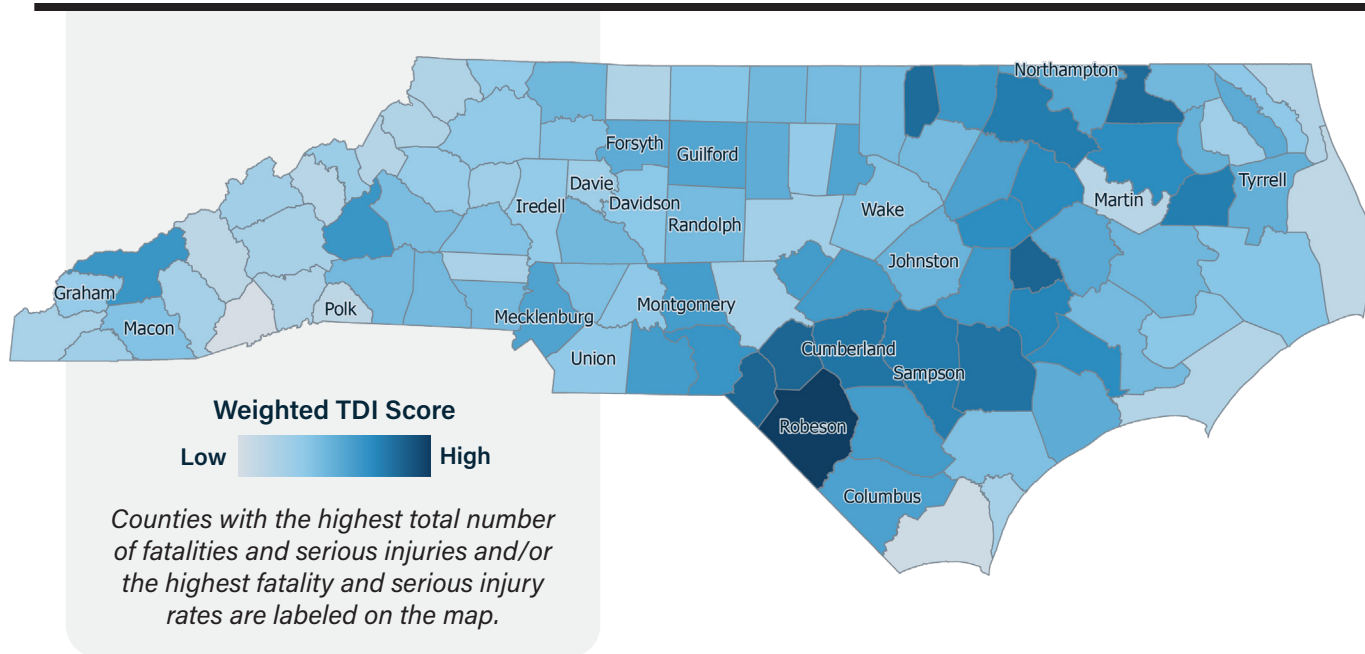 Northampton
Forsyth
Guilford
Davie
Iredell
Davidson
Randolph
Wake
Martin
Tyrrell
Johnston
Graham
Macon
Polk
Mecklenburg
Montgomery
Union
Cumberland
Sampson
Robeson
Columbus
Weighted TDI Score
Low
High
Counties with the highest total number
of fatalities and serious injuries and/or
the highest fatality and serious injury
rates are labeled on the map.